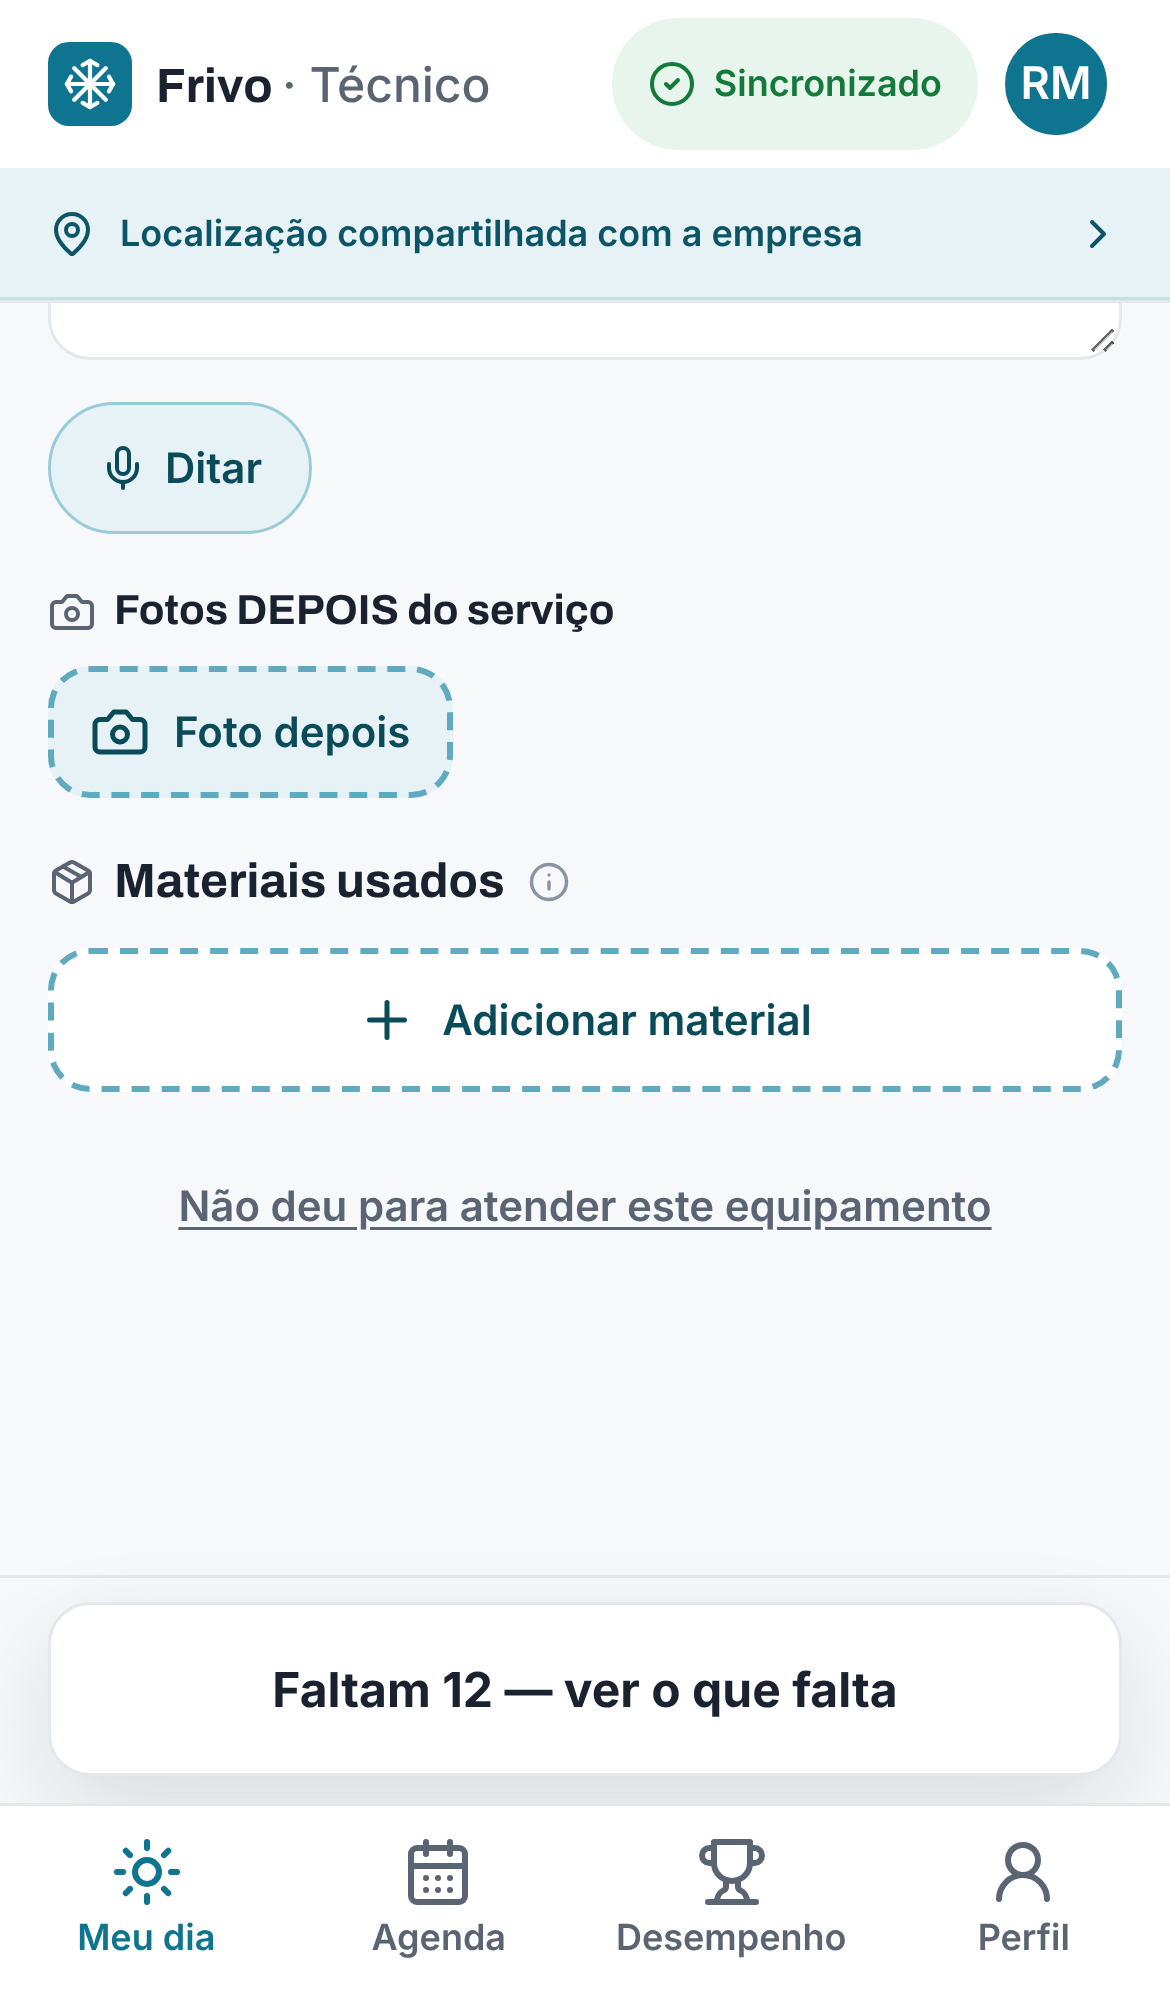 Frivo · Técnico
Sincronizado
RM
Localização compartilhada com a empresa
Ditar
Fotos DEPOIS do serviço
Foto depois
Materiais usados
Adicionar material
Não deu para atender este equipamento
Faltam 12 — ver o que falta
Meu dia
Agenda
Desempenho
Perfil